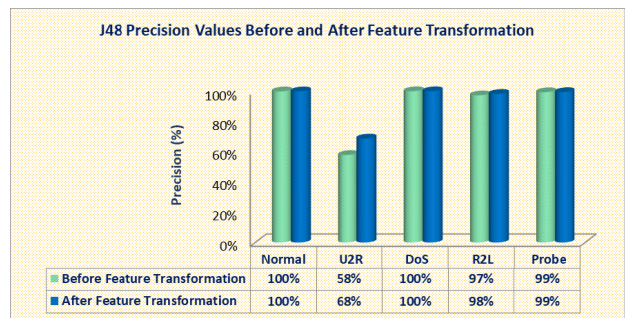 J48 Precision Values Before and After Feature Transformation
Precision (%)
100%
80%
60%
40%
20%
0%
Normal U2R DoS R2L Probe
Before Feature Transformation 100% 58% 100% 97% 99%
After Feature Transformation 100% 68% 100% 98% 99%